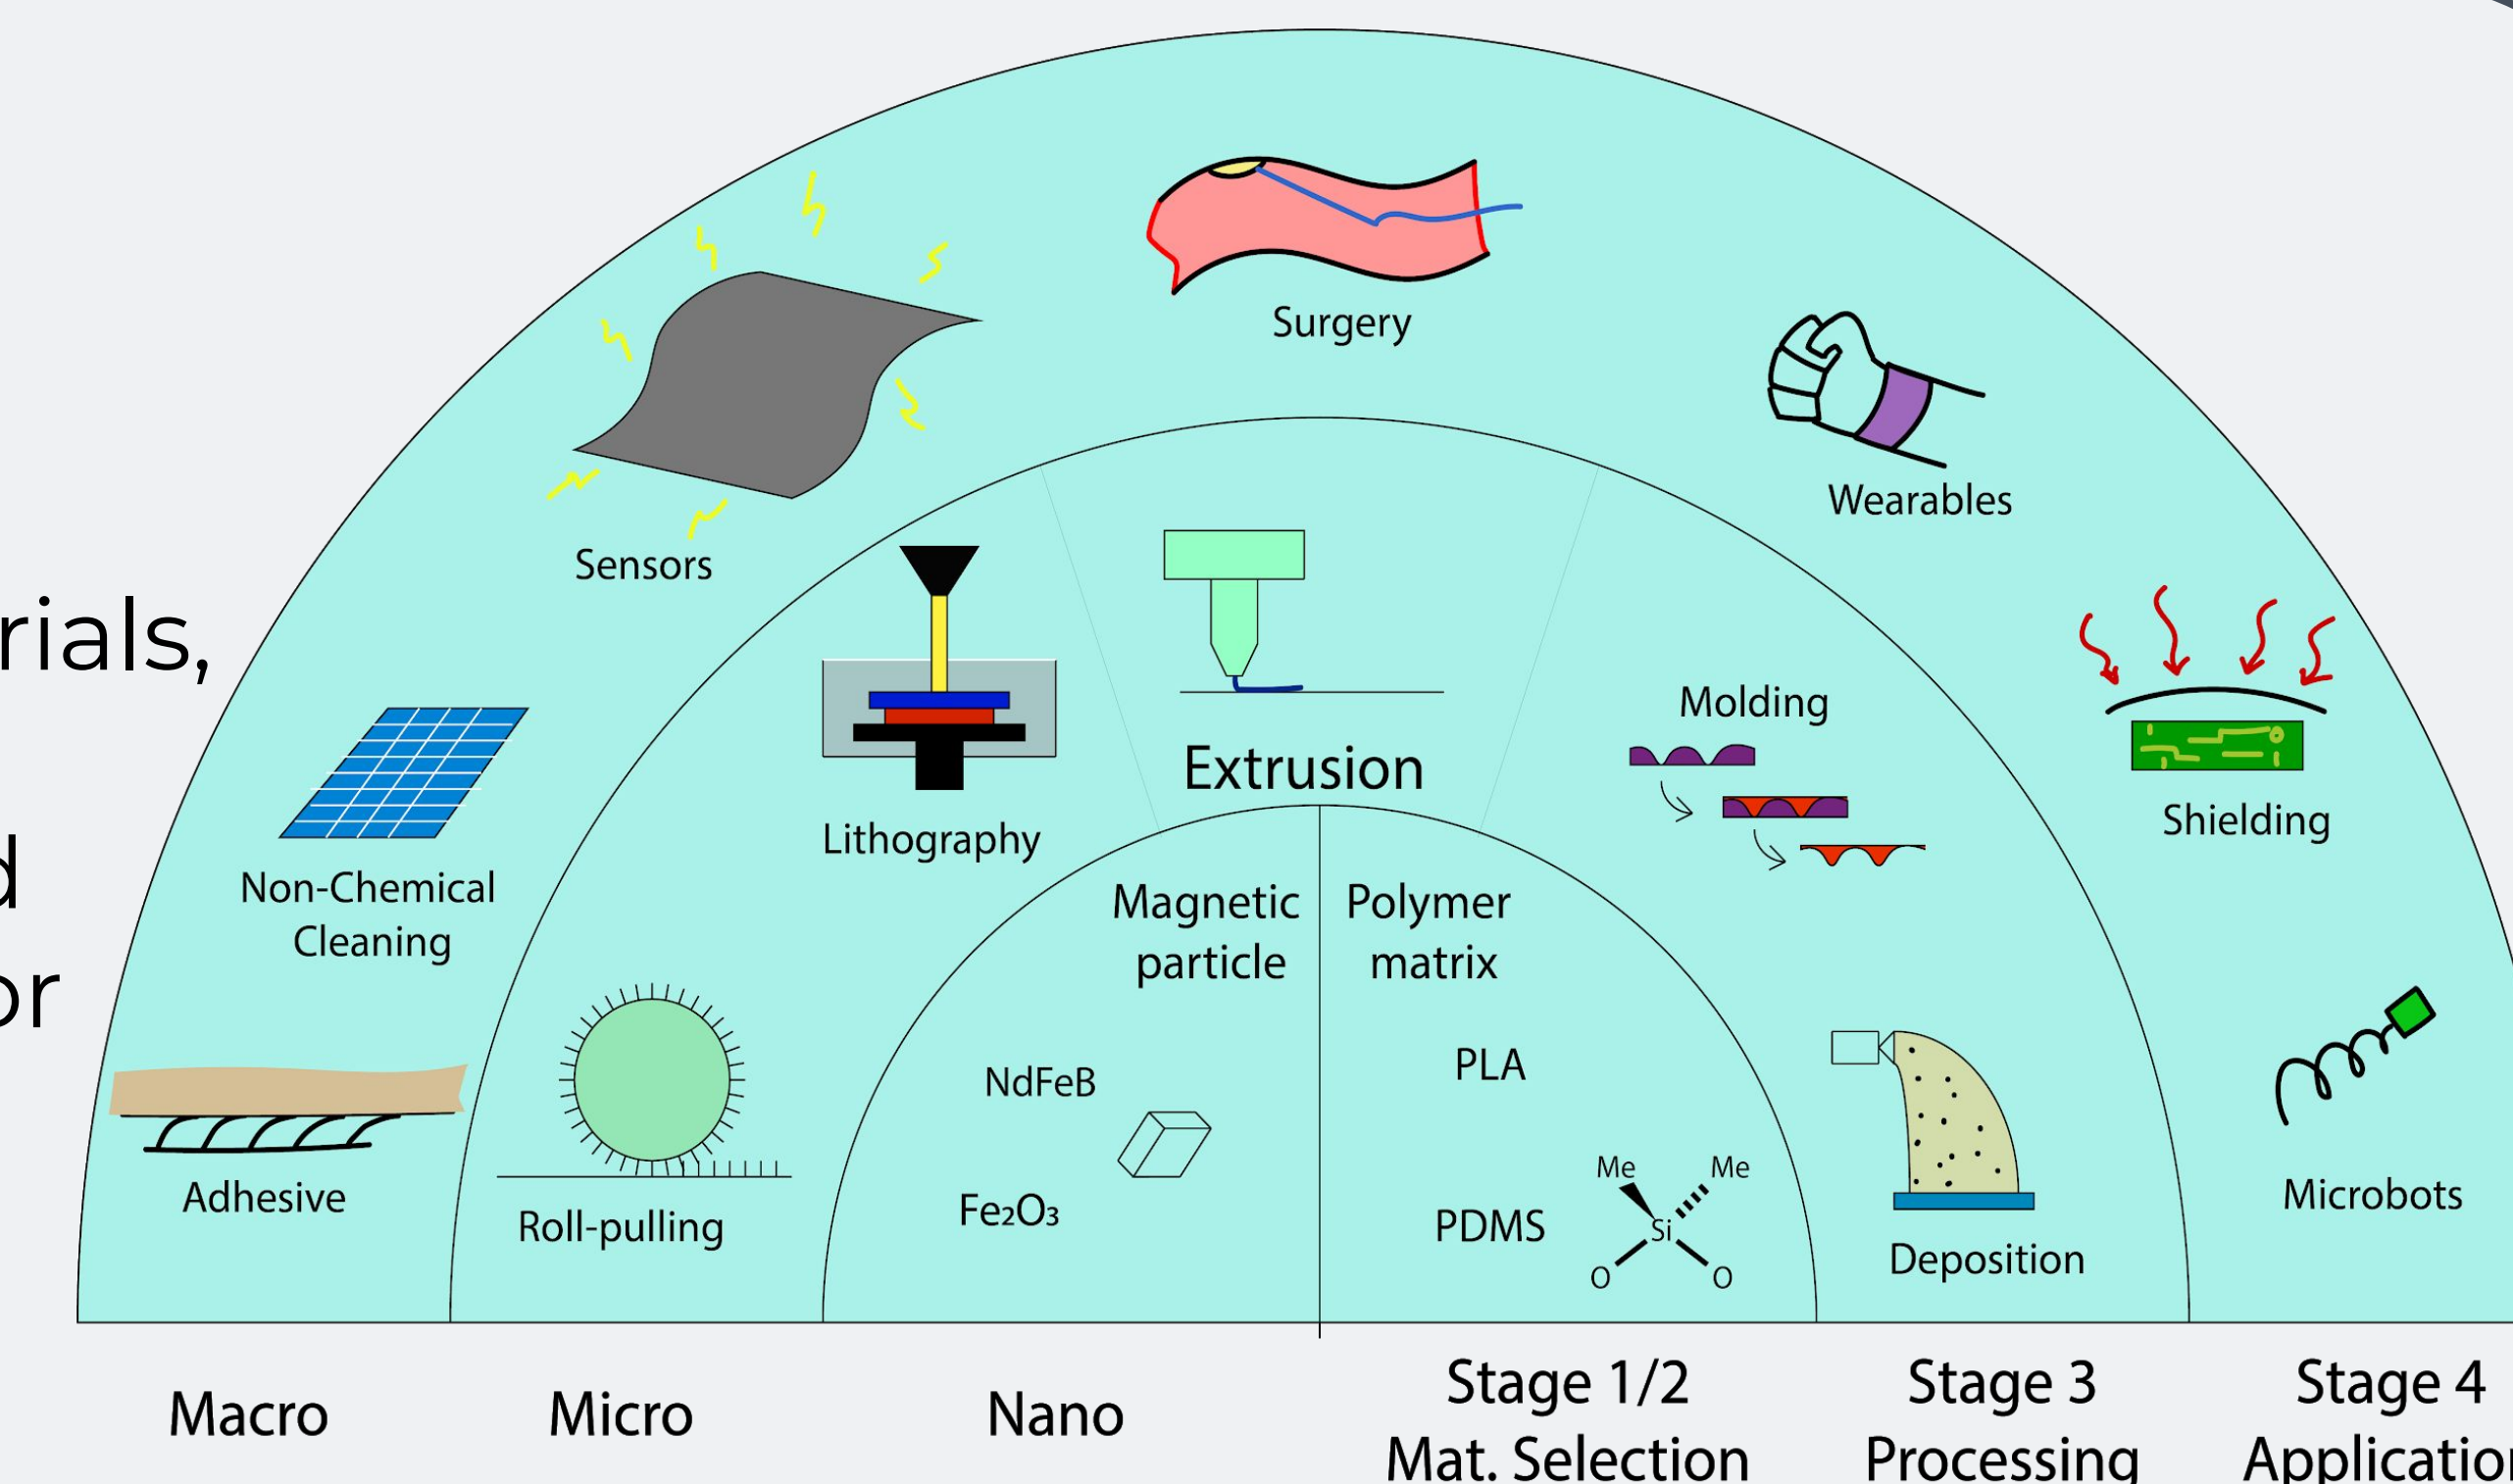 rials,
d
or
Surgery
Sensors
Wearables
Non-Chemical
Cleaning
Lithography
Extrusion
Molding
Shielding
Adhesive
Roll-pulling
Magnetic
particle
Polymer
matrix
NdFeB
Fe₂O₃
PLA
PDMS
Me Me
Si
O O
Deposition
Microbots
Macro
Micro
Nano
Stage 1/2
Mat. Selection
Stage 3
Processing
Stage 4
Applicatio